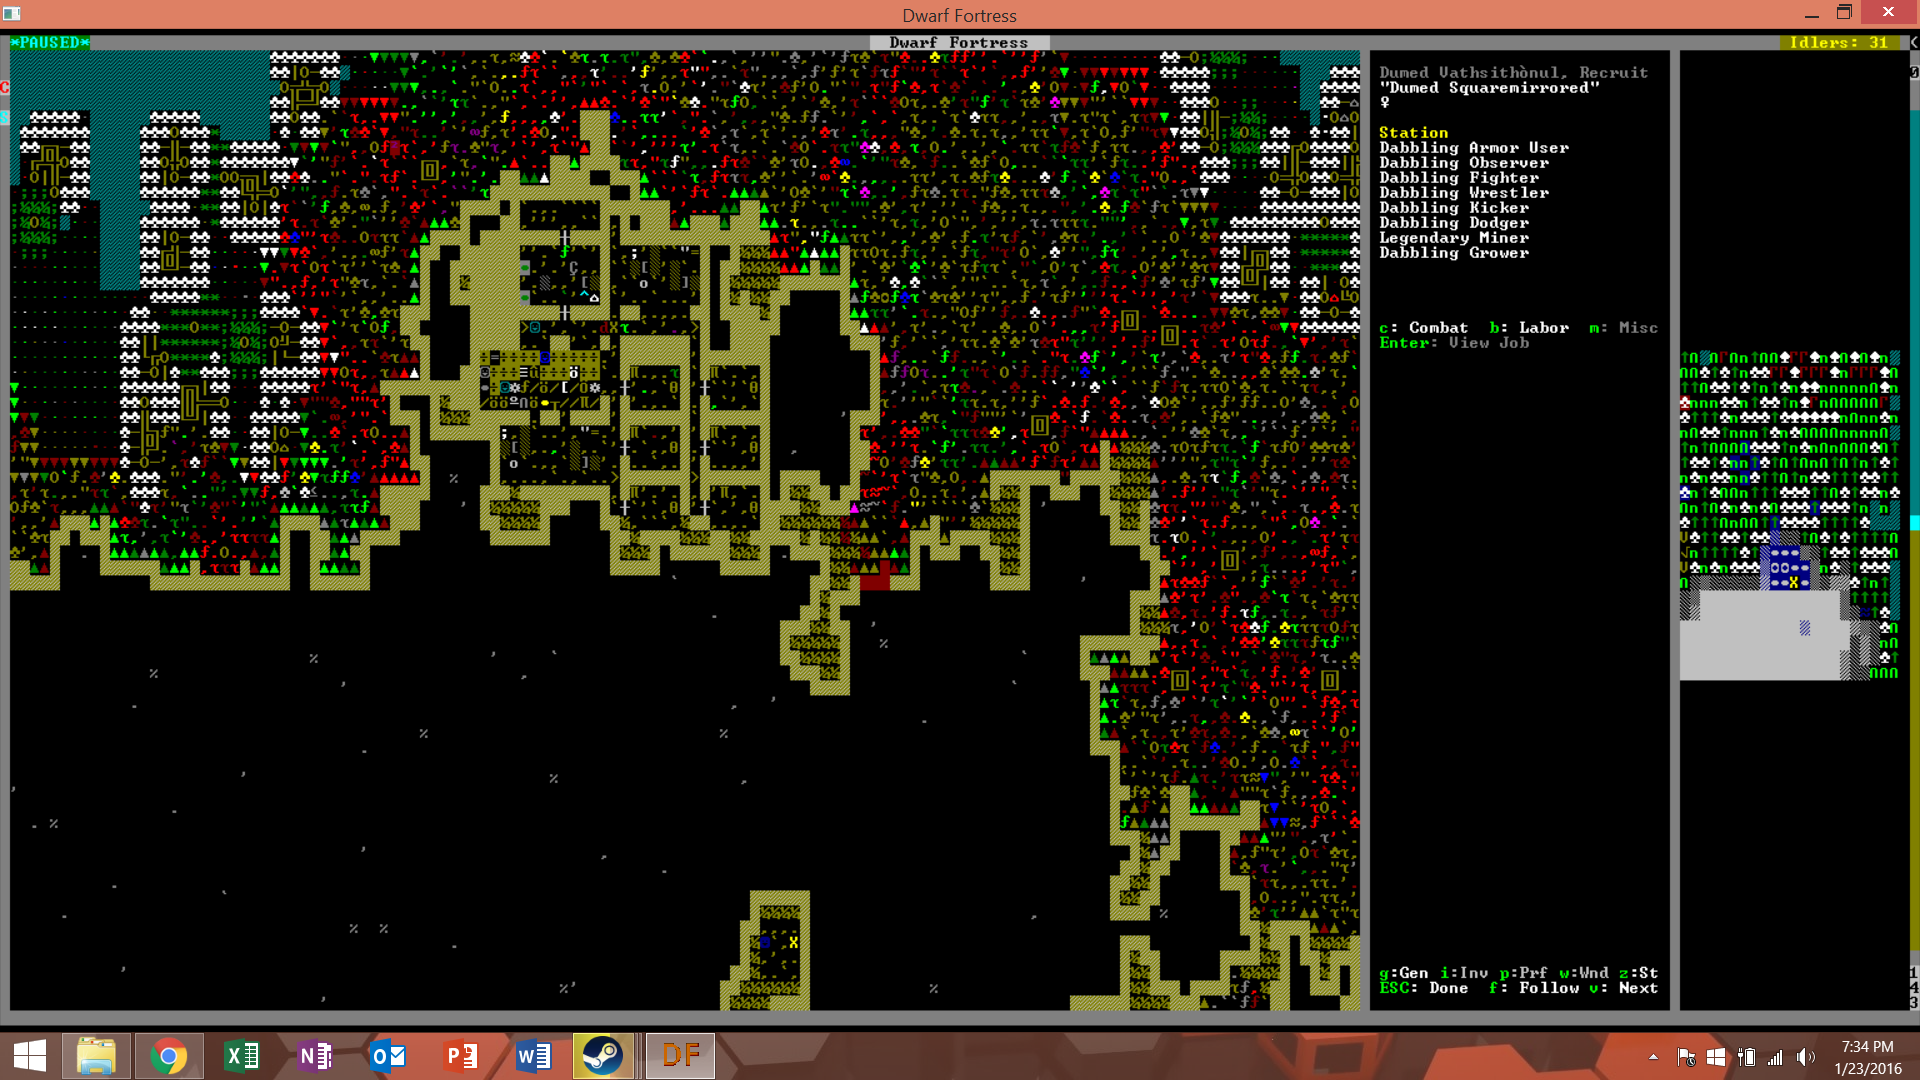 Dwarf Fortress
*PAUSED*
Dwarf Fortress
Idlers: 31
Dumed Vathsithònul, Recruit
"Dumed Squaremirrored"
♀
Station
Dabbling Armor User
Dabbling Observer
Dabbling Fighter
Dabbling Wrestler
Dabbling Kicker
Dabbling Dodger
Legendary Miner
Dabbling Grower
c: Combat b: Labor m: Misc
Enter: View Job
g:Gen i:Inv p:Prf w:Wnd z:St
ESC: Done f: Follow v: Next
DF
7:34 PM
1/23/2016